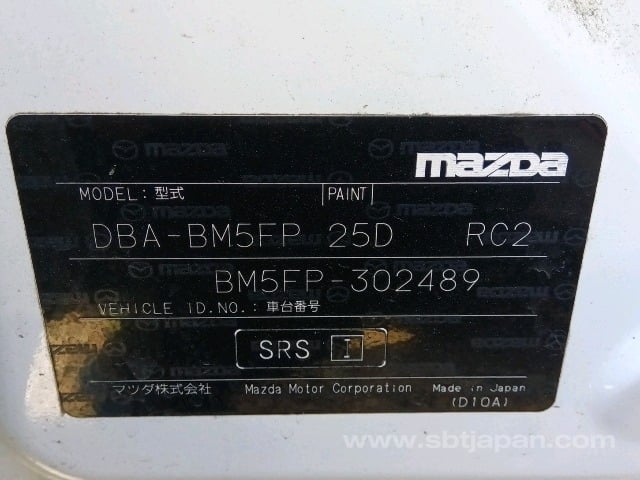 mazda
MODEL: 型式 PAINT
DBA-BM5FP 25D RC2
BM5FP-302489
VEHICLE ID.NO.: 車台番号
SRS I
マツダ株式会社 Mazda Motor Corporation Made in Japan
(D10A)
www.sbtjapan.com